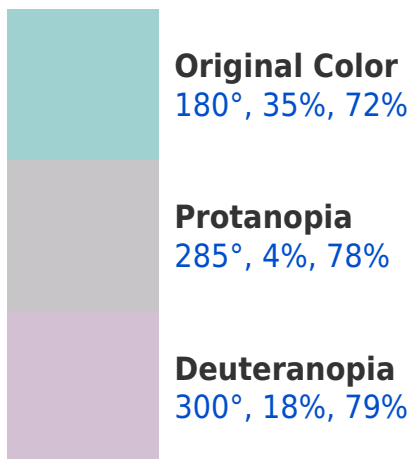 Original Color
180°, 35%, 72%
Protanopia
285°, 4%, 78%
Deuteranopia
300°, 18%, 79%